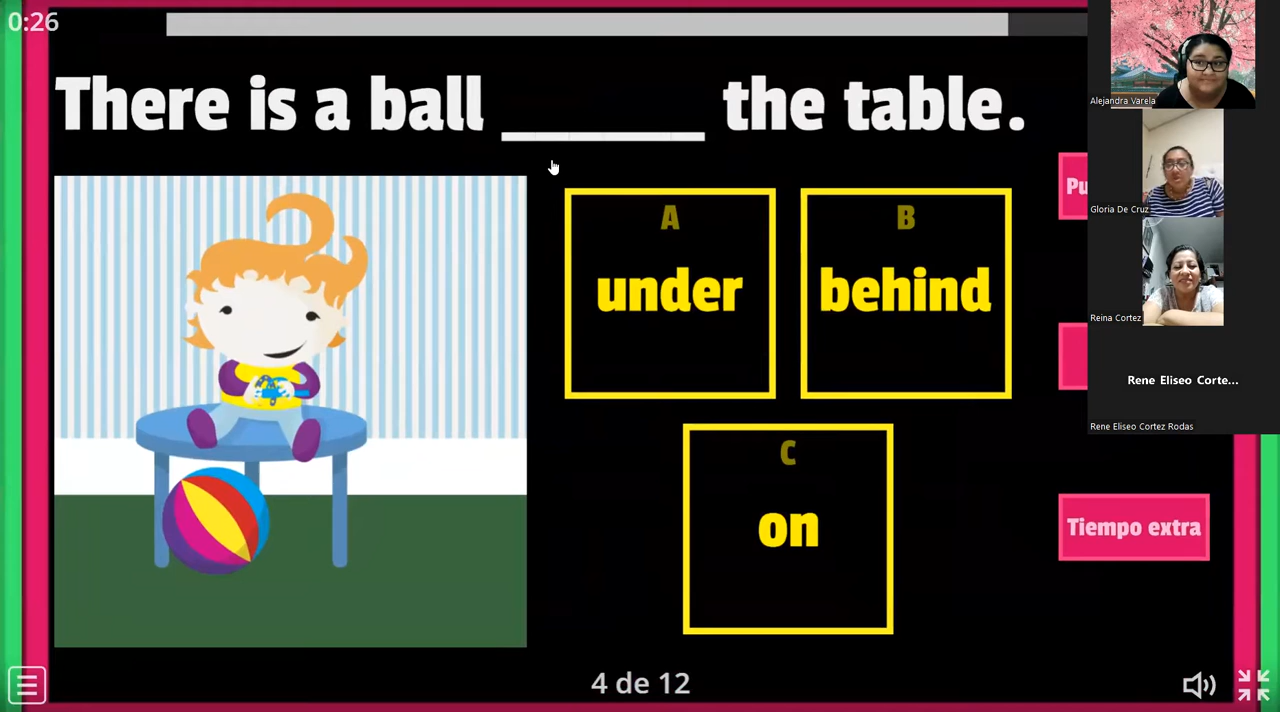 0:26
There is a ball ______ the table.
A
under
B
behind
C
on
Pu
Tiempo extra
4 de 12
Alejandra Varela
Gloria De Cruz
Reina Cortez
Rene Eliseo Corte...
Rene Eliseo Cortez Rodas